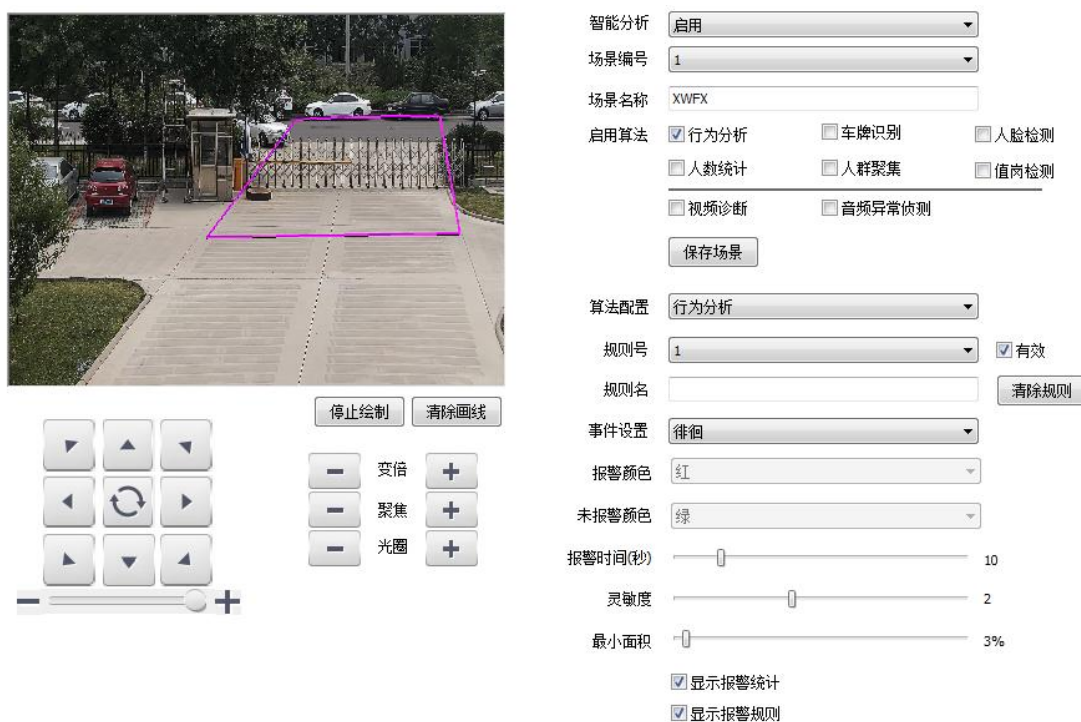 智能分析 启用
场景编号 1
场景名称 XWFX
启用算法 行为分析 车牌识别 人脸检测
人数统计 人群聚集 值岗检测
视频诊断 音频异常侦测
保存场景
算法配置 行为分析
规则号 1 有效
规则名 清除规则
事件设置 徘徊
报警颜色 红
未报警颜色 绿
报警时间(秒) 10
灵敏度 2
最小面积 3%
显示报警统计
显示报警规则
停止绘制 清除画线
变倍
聚焦
光圈